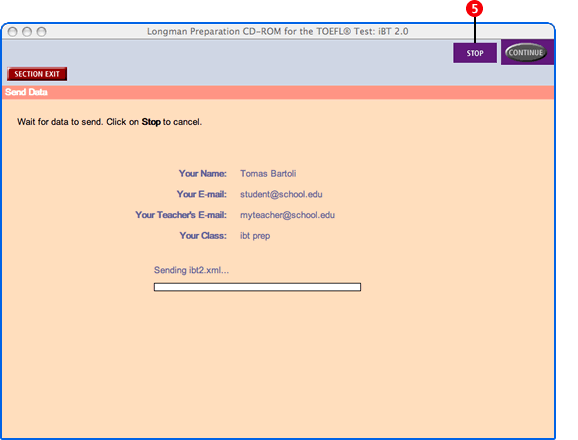 5
Longman Preparation CD-ROM for the TOEFL® Test: iBT 2.0
STOP CONTINUE
SECTION EXIT
Send Data
Wait for data to send. Click on Stop to cancel.
Your Name: Tomas Bartoli
Your E-mail: student@school.edu
Your Teacher's E-mail: myteacher@school.edu
Your Class: ibt prep
Sending ibt2.xml...